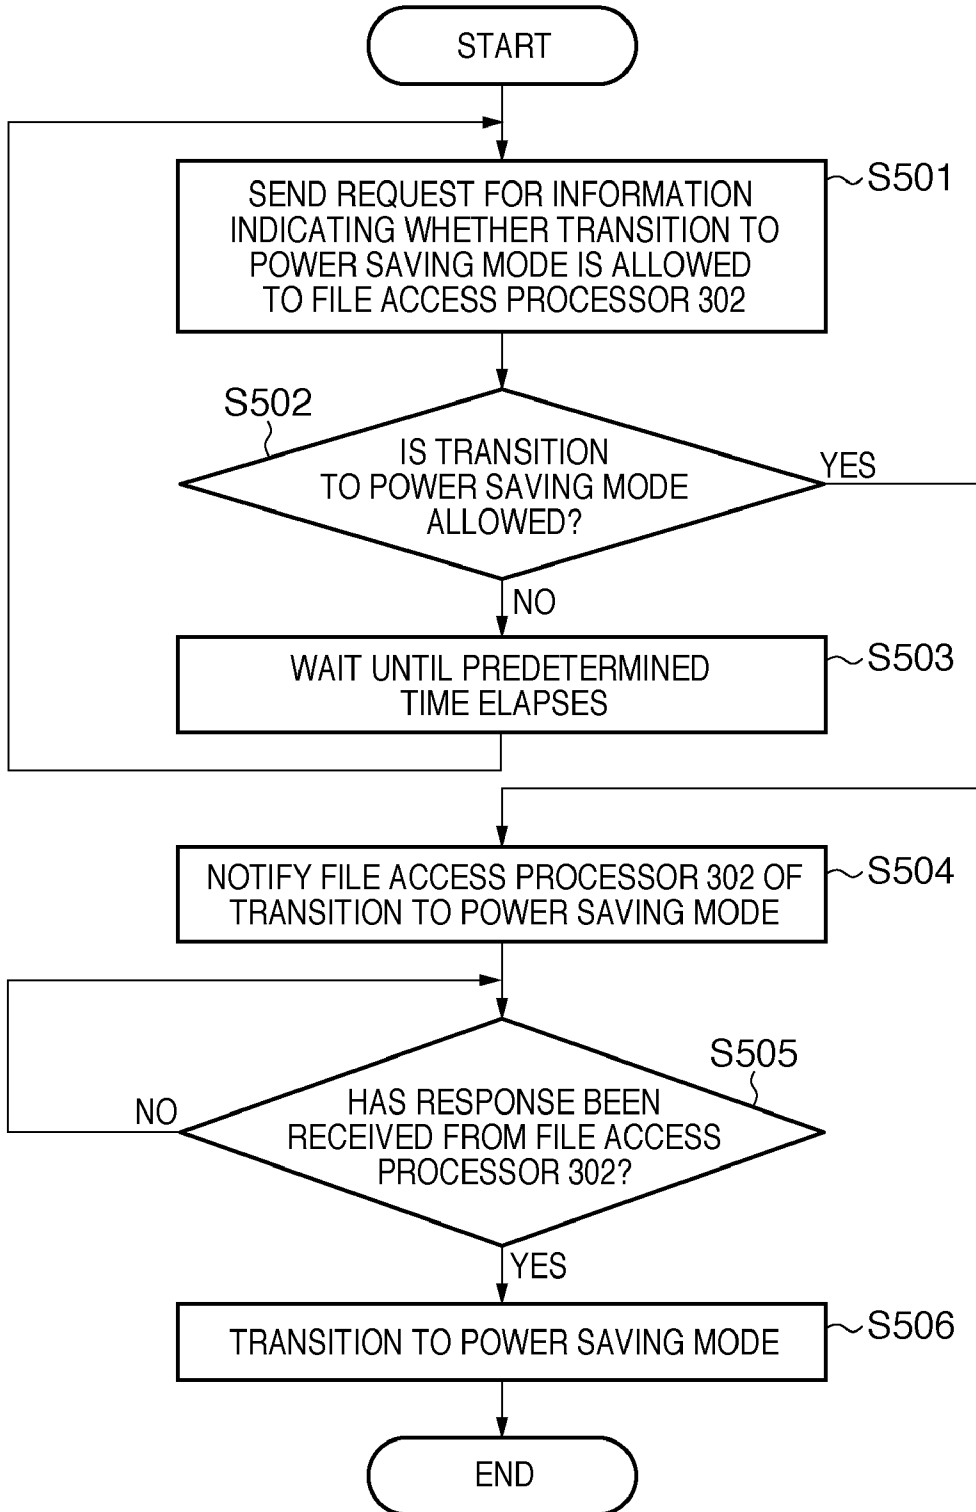 START
SEND REQUEST FOR INFORMATION
INDICATING WHETHER TRANSITION TO
POWER SAVING MODE IS ALLOWED
TO FILE ACCESS PROCESSOR 302
S501
S502
IS TRANSITION
TO POWER SAVING MODE
ALLOWED?
YES
NO
WAIT UNTIL PREDETERMINED
TIME ELAPSES
S503
NOTIFY FILE ACCESS PROCESSOR 302 OF
TRANSITION TO POWER SAVING MODE
S504
S505
HAS RESPONSE BEEN
RECEIVED FROM FILE ACCESS
PROCESSOR 302?
NO
YES
TRANSITION TO POWER SAVING MODE
S506
END